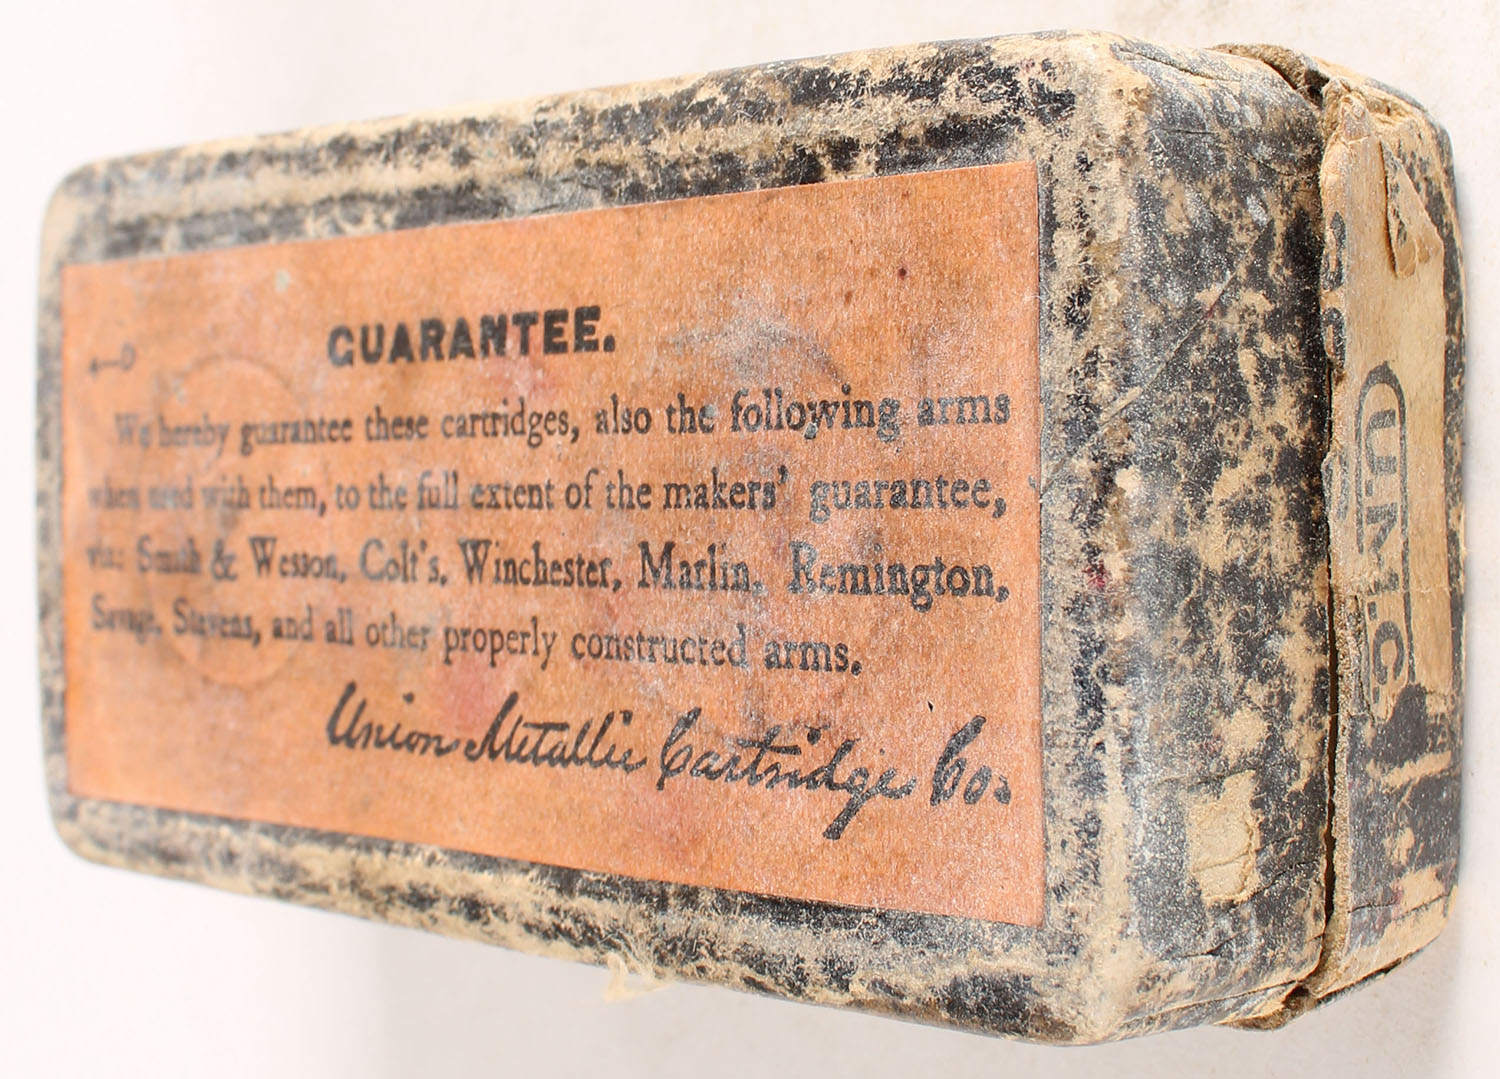 GUARANTEE.
We hereby guarantee these cartridges, also the following arms
when used with them, to the full extent of the makers' guarantee,
viz: Smith & Wesson, Colt's, Winchester, Marlin, Remington,
Savage, Stevens, and all other properly constructed arms.
Union Metallic Cartridge Co.
U.M.C.